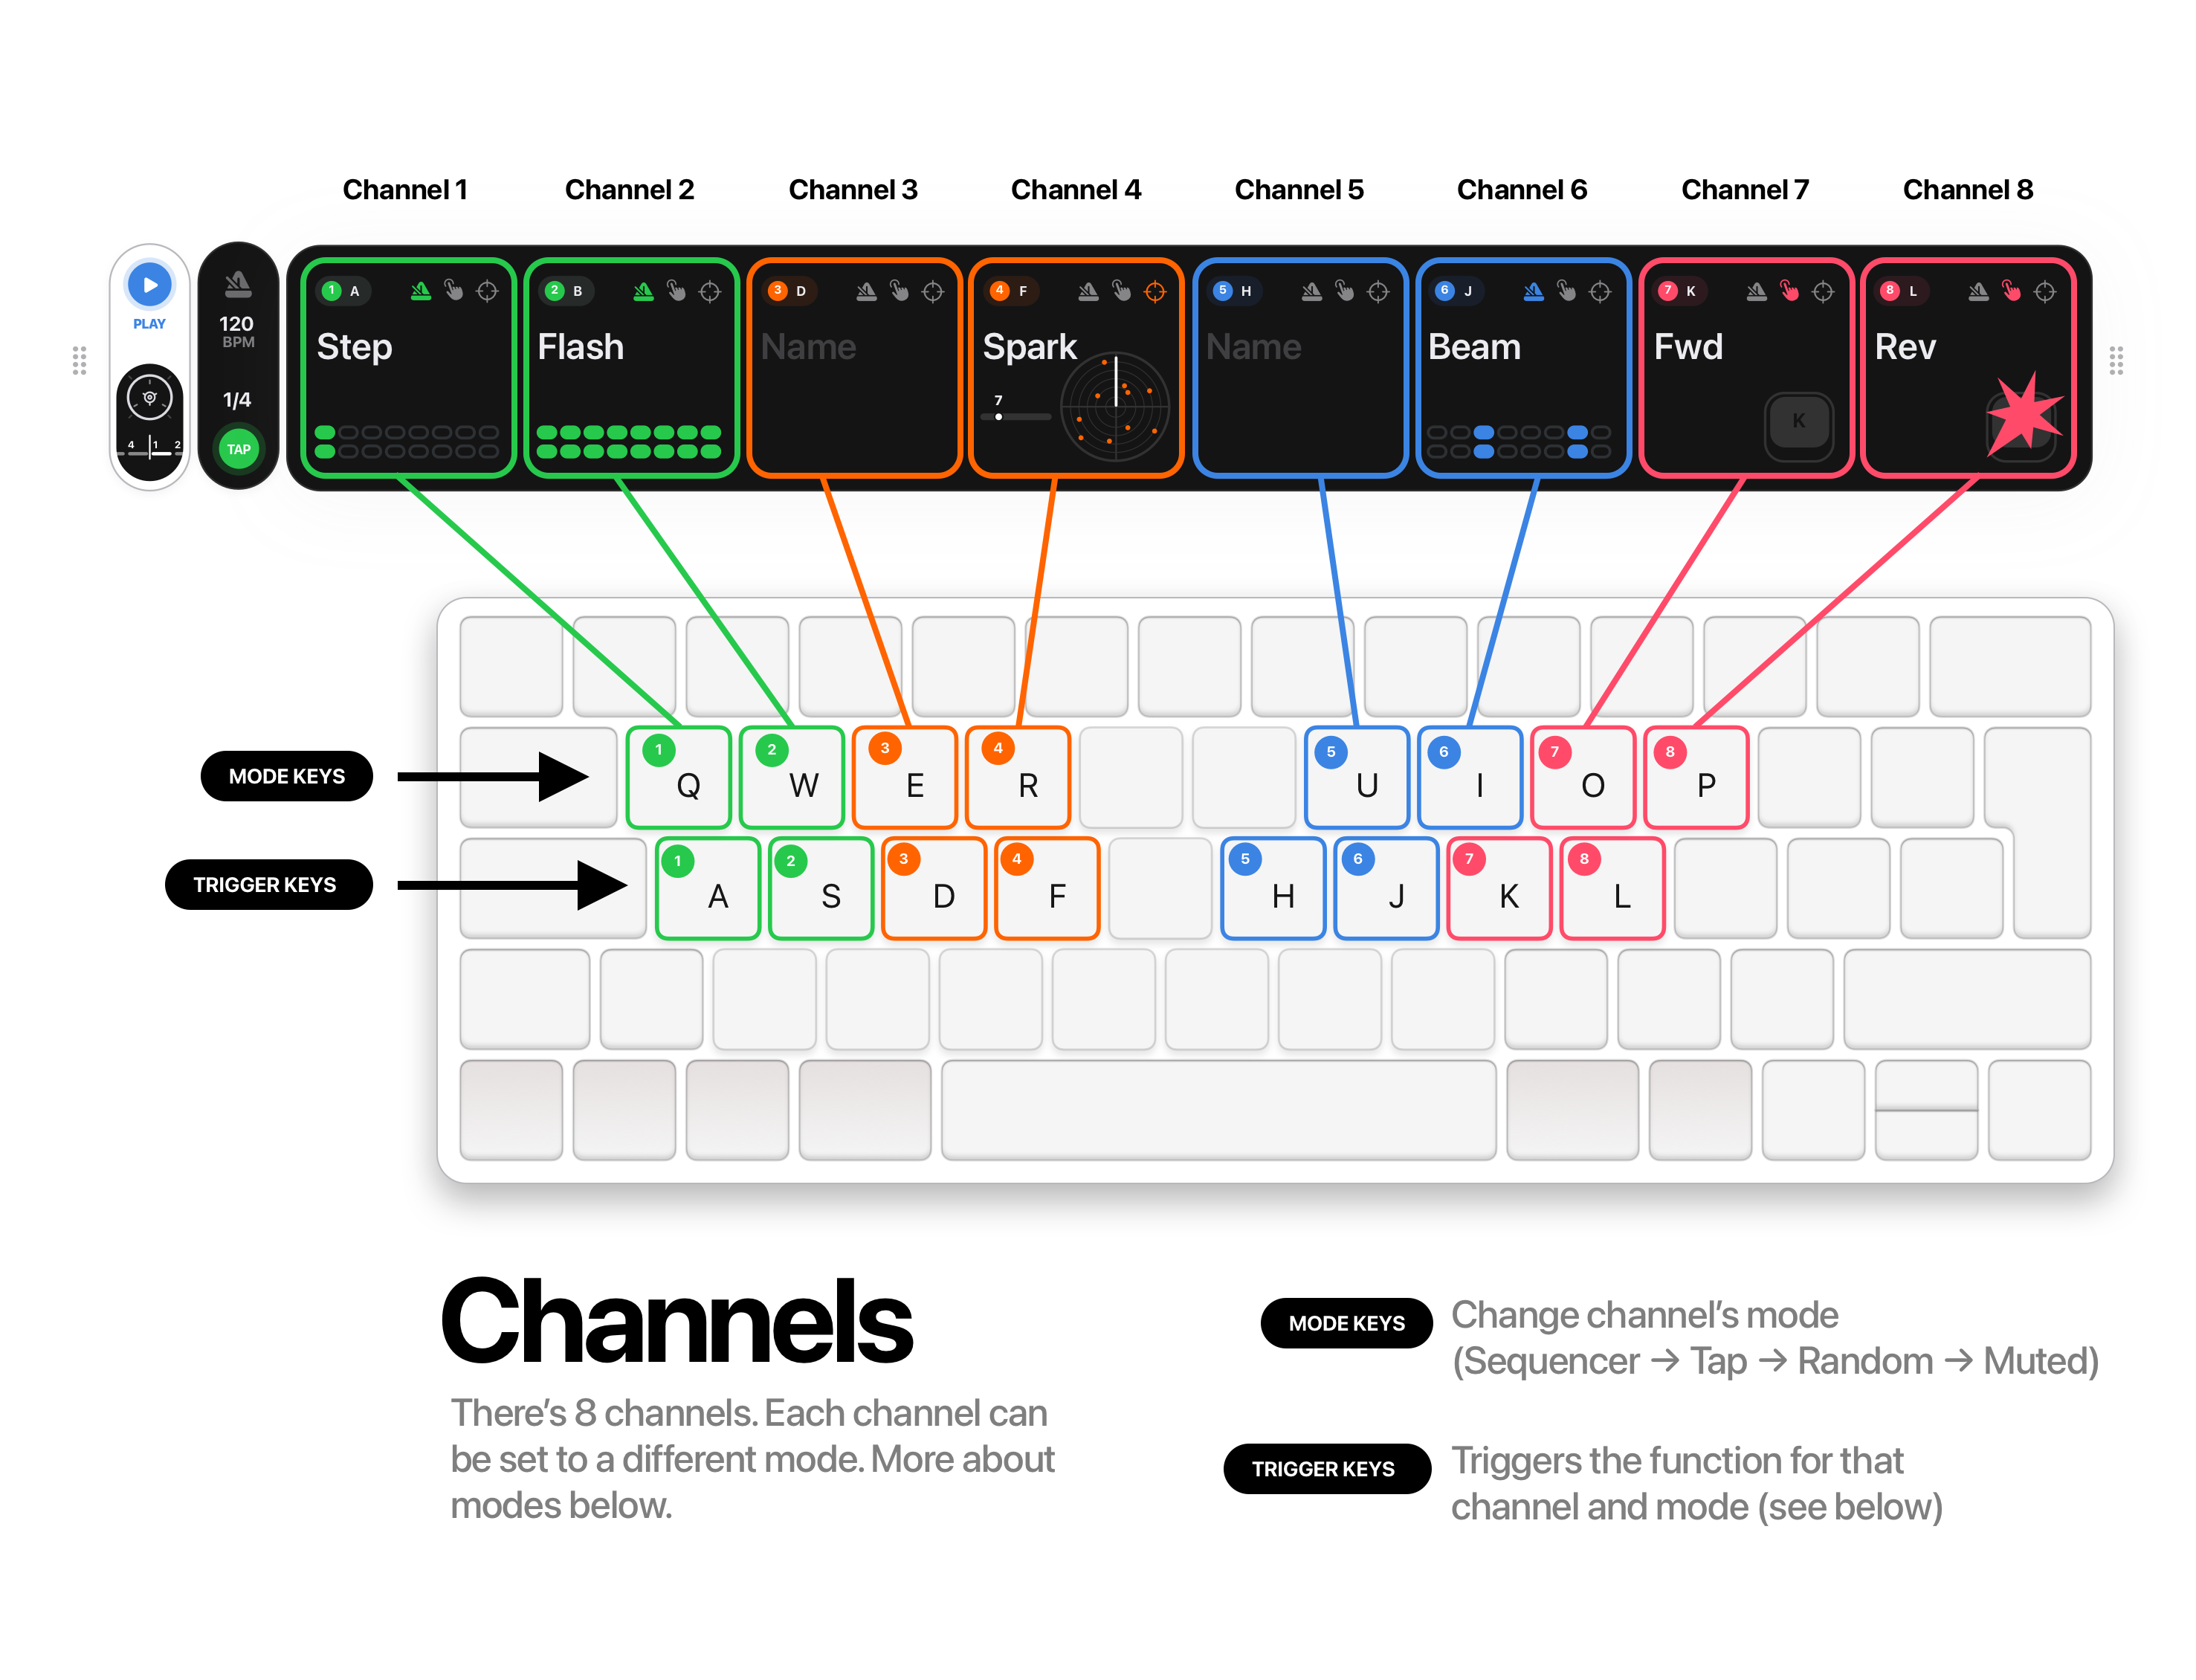 Channel 1 Channel 2 Channel 3 Channel 4 Channel 5 Channel 6 Channel 7 Channel 8
PLAY
4 1 2
120
BPM
1/4
TAP
1 A
Step
2 B
Flash
3 D
Name
4 F
Spark
7
5 H
Name
6 J
Beam
7 K
Fwd
K
8 L
Rev
MODE KEYS
1 Q 2 W 3 E 4 R 5 U 6 I 7 O 8 P
TRIGGER KEYS
1 A 2 S 3 D 4 F 5 H 6 J 7 K 8 L
Channels
There’s 8 channels. Each channel can
be set to a different mode. More about
modes below.
MODE KEYS
Change channel’s mode
(Sequencer → Tap → Random → Muted)
TRIGGER KEYS
Triggers the function for that
channel and mode (see below)